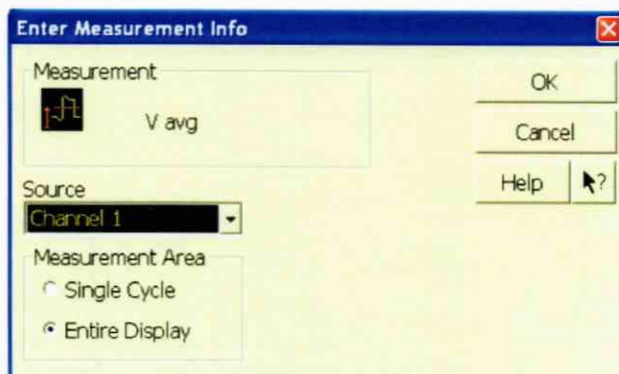 Enter Measurement Info
Measurement
V avg
OK
Cancel
Help
?
Source
Channel 1
Measurement Area
Single Cycle
Entire Display